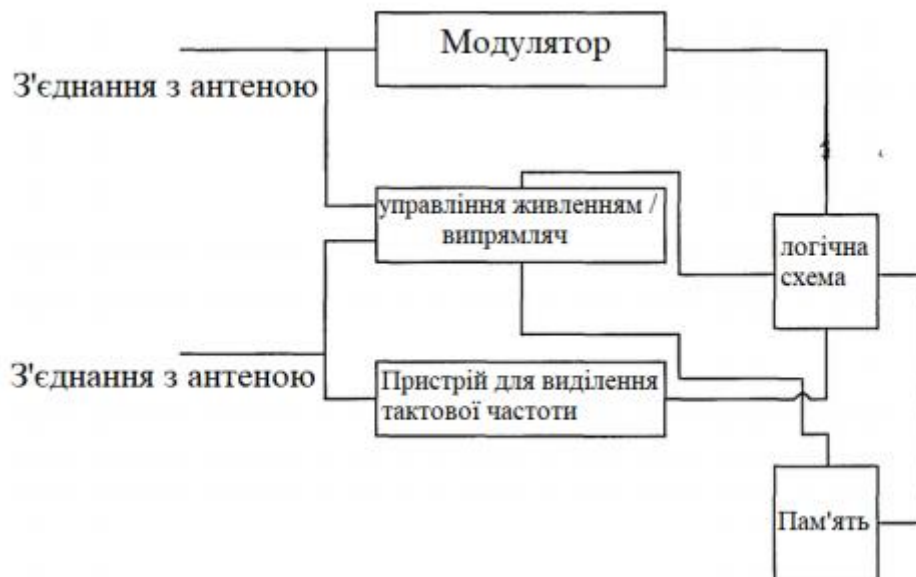 Модулятор
З'єднання з антеною
управління живленням /
випрямляч
логічна
схема
З'єднання з антеною
Пристрій для виділення
тактової частоти
Пам'ять